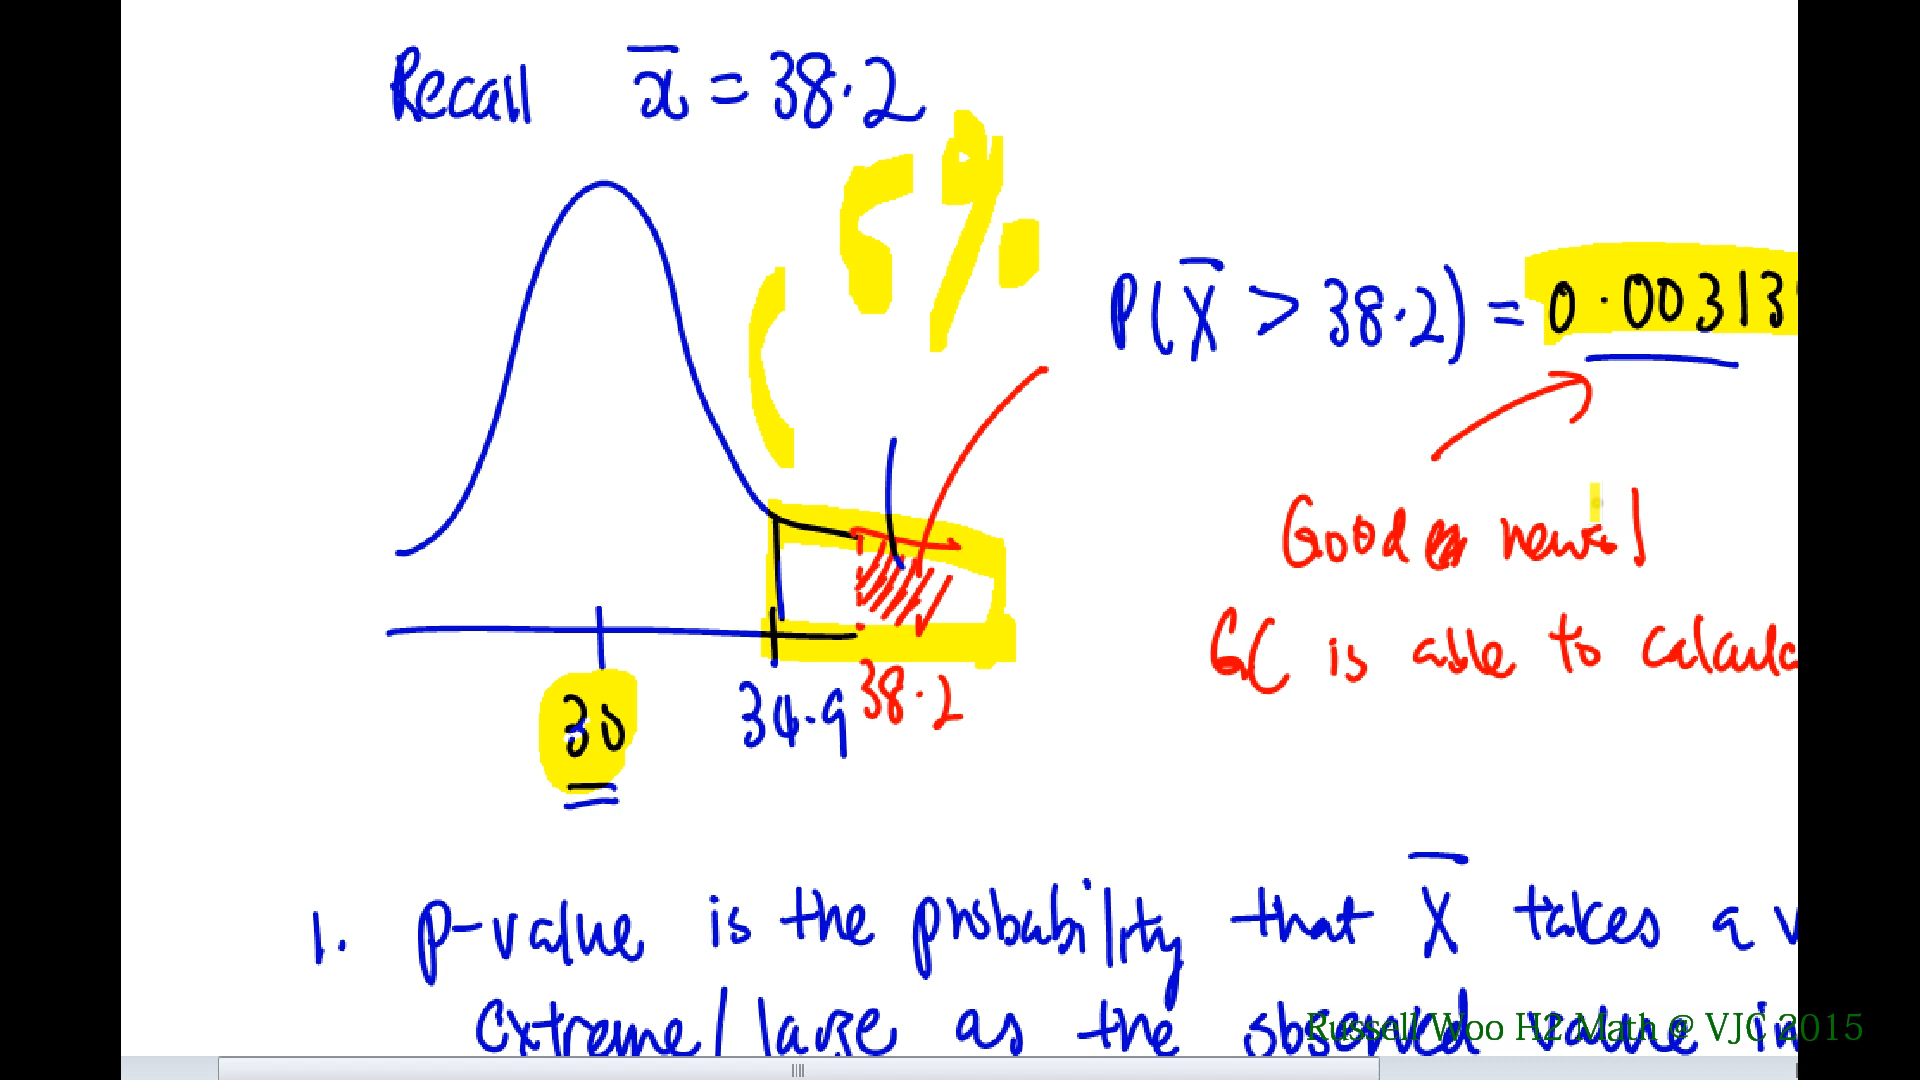 Recall x̄ = 38.2
5%
P(X̄ > 38.2) = 0.00313
Good news!
GC is able to calcula
30
34.9 38.2
1. p-value is the probability that X̄ takes a v
extreme/large as the observed value in
Russell Woo H2 Math @ VJC 2015